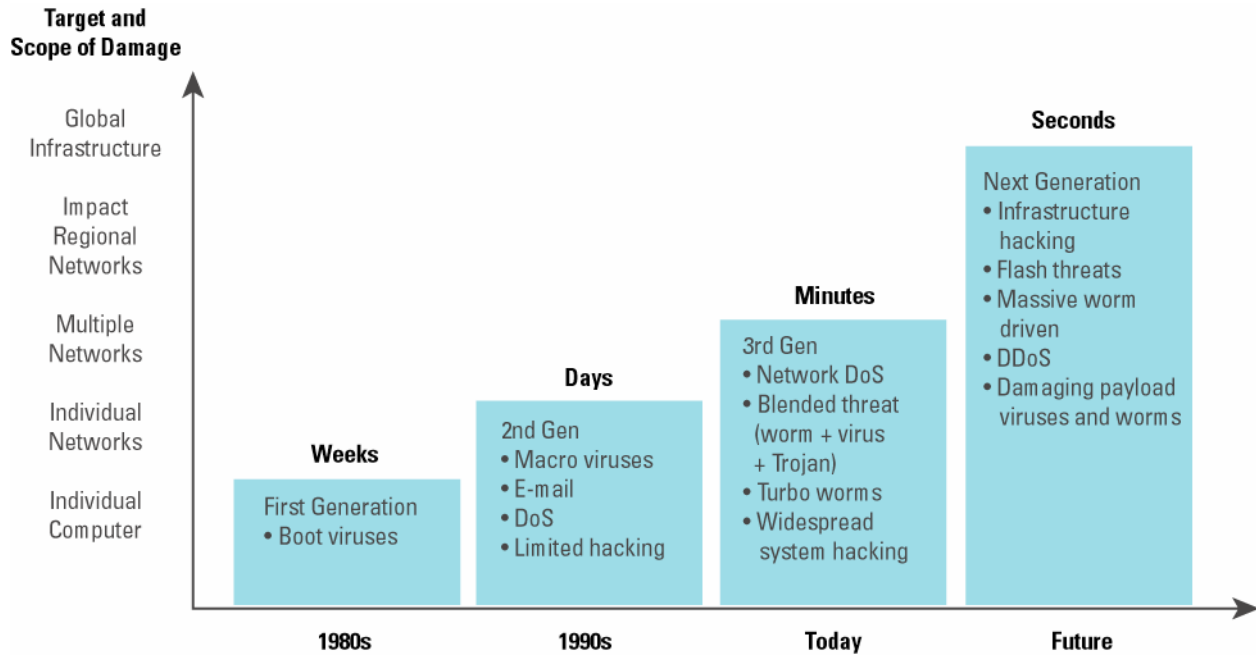 Target and
Scope of Damage
Global
Infrastructure
Impact
Regional
Networks
Multiple
Networks
Individual
Networks
Individual
Computer
Weeks
First Generation
• Boot viruses
Days
2nd Gen
• Macro viruses
• E-mail
• DoS
• Limited hacking
Minutes
3rd Gen
• Network DoS
• Blended threat
(worm + virus
+ Trojan)
• Turbo worms
• Widespread
system hacking
Seconds
Next Generation
• Infrastructure
hacking
• Flash threats
• Massive worm
driven
• DDoS
• Damaging payload
viruses and worms
1980s
1990s
Today
Future